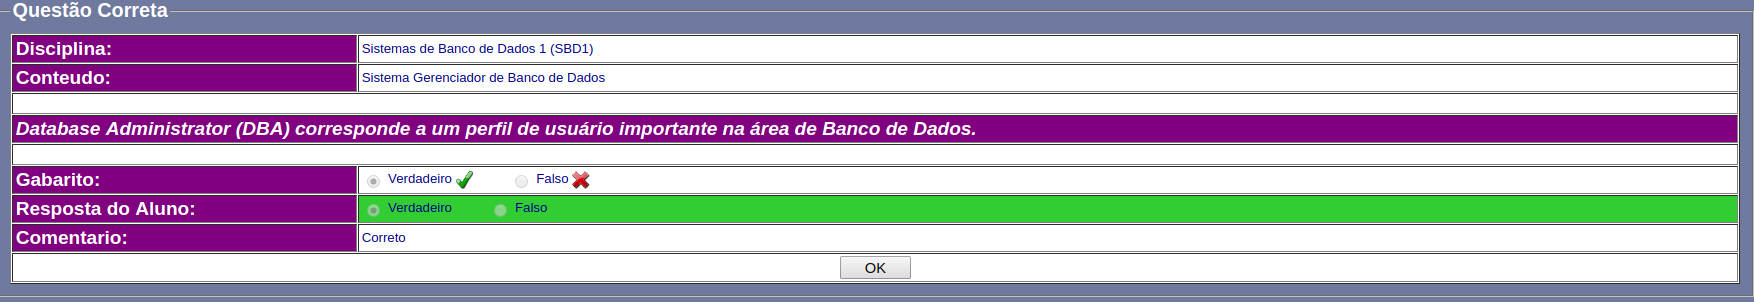 Questão Correta
Disciplina: Sistemas de Banco de Dados 1 (SBD1)
Conteudo: Sistema Gerenciador de Banco de Dados
Database Administrator (DBA) corresponde a um perfil de usuário importante na área de Banco de Dados.
Gabarito: Verdadeiro Falso
Resposta do Aluno: Verdadeiro Falso
Comentario: Correto
OK